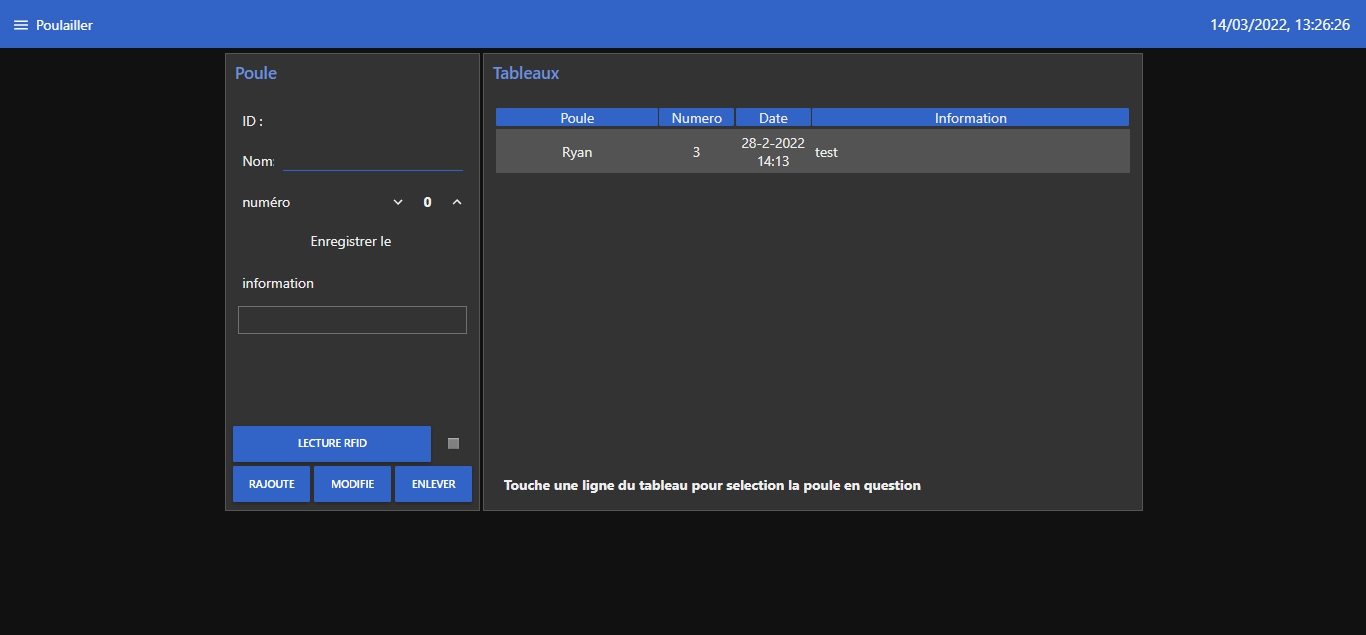 Poulailler
14/03/2022, 13:26:26
Poule
ID :
Nom:
numéro
0
Enregistrer le
information
LECTURE RFID
RAJOUTE MODIFIE ENLEVER
Tableaux
Poule Numero Date Information
Ryan 3 28-2-2022 14:13 test
Touche une ligne du tableau pour selection la poule en question